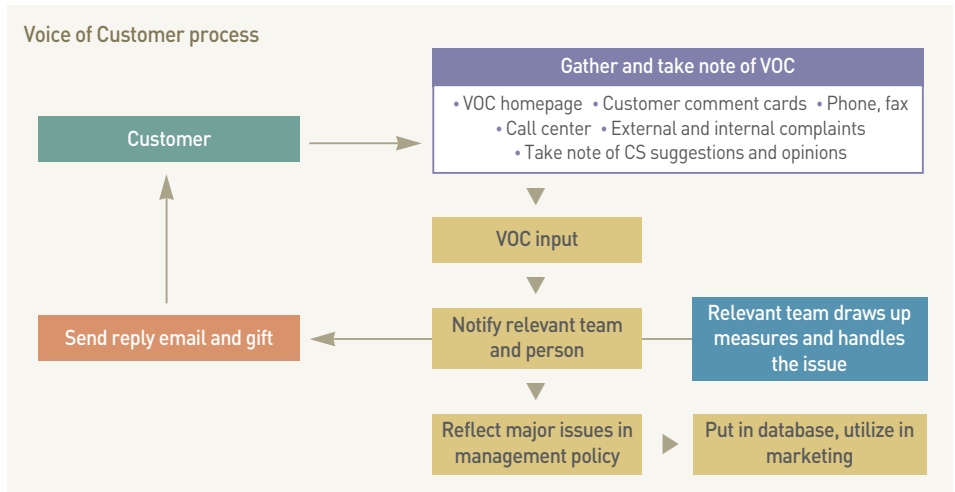 Voice of Customer process
Gather and take note of VOC
• VOC homepage • Customer comment cards • Phone, fax
• Call center • External and internal complaints
• Take note of CS suggestions and opinions
Customer
VOC input
Send reply email and gift
Notify relevant team
and person
Relevant team draws up
measures and handles
the issue
Reflect major issues in
management policy
Put in database, utilize in
marketing